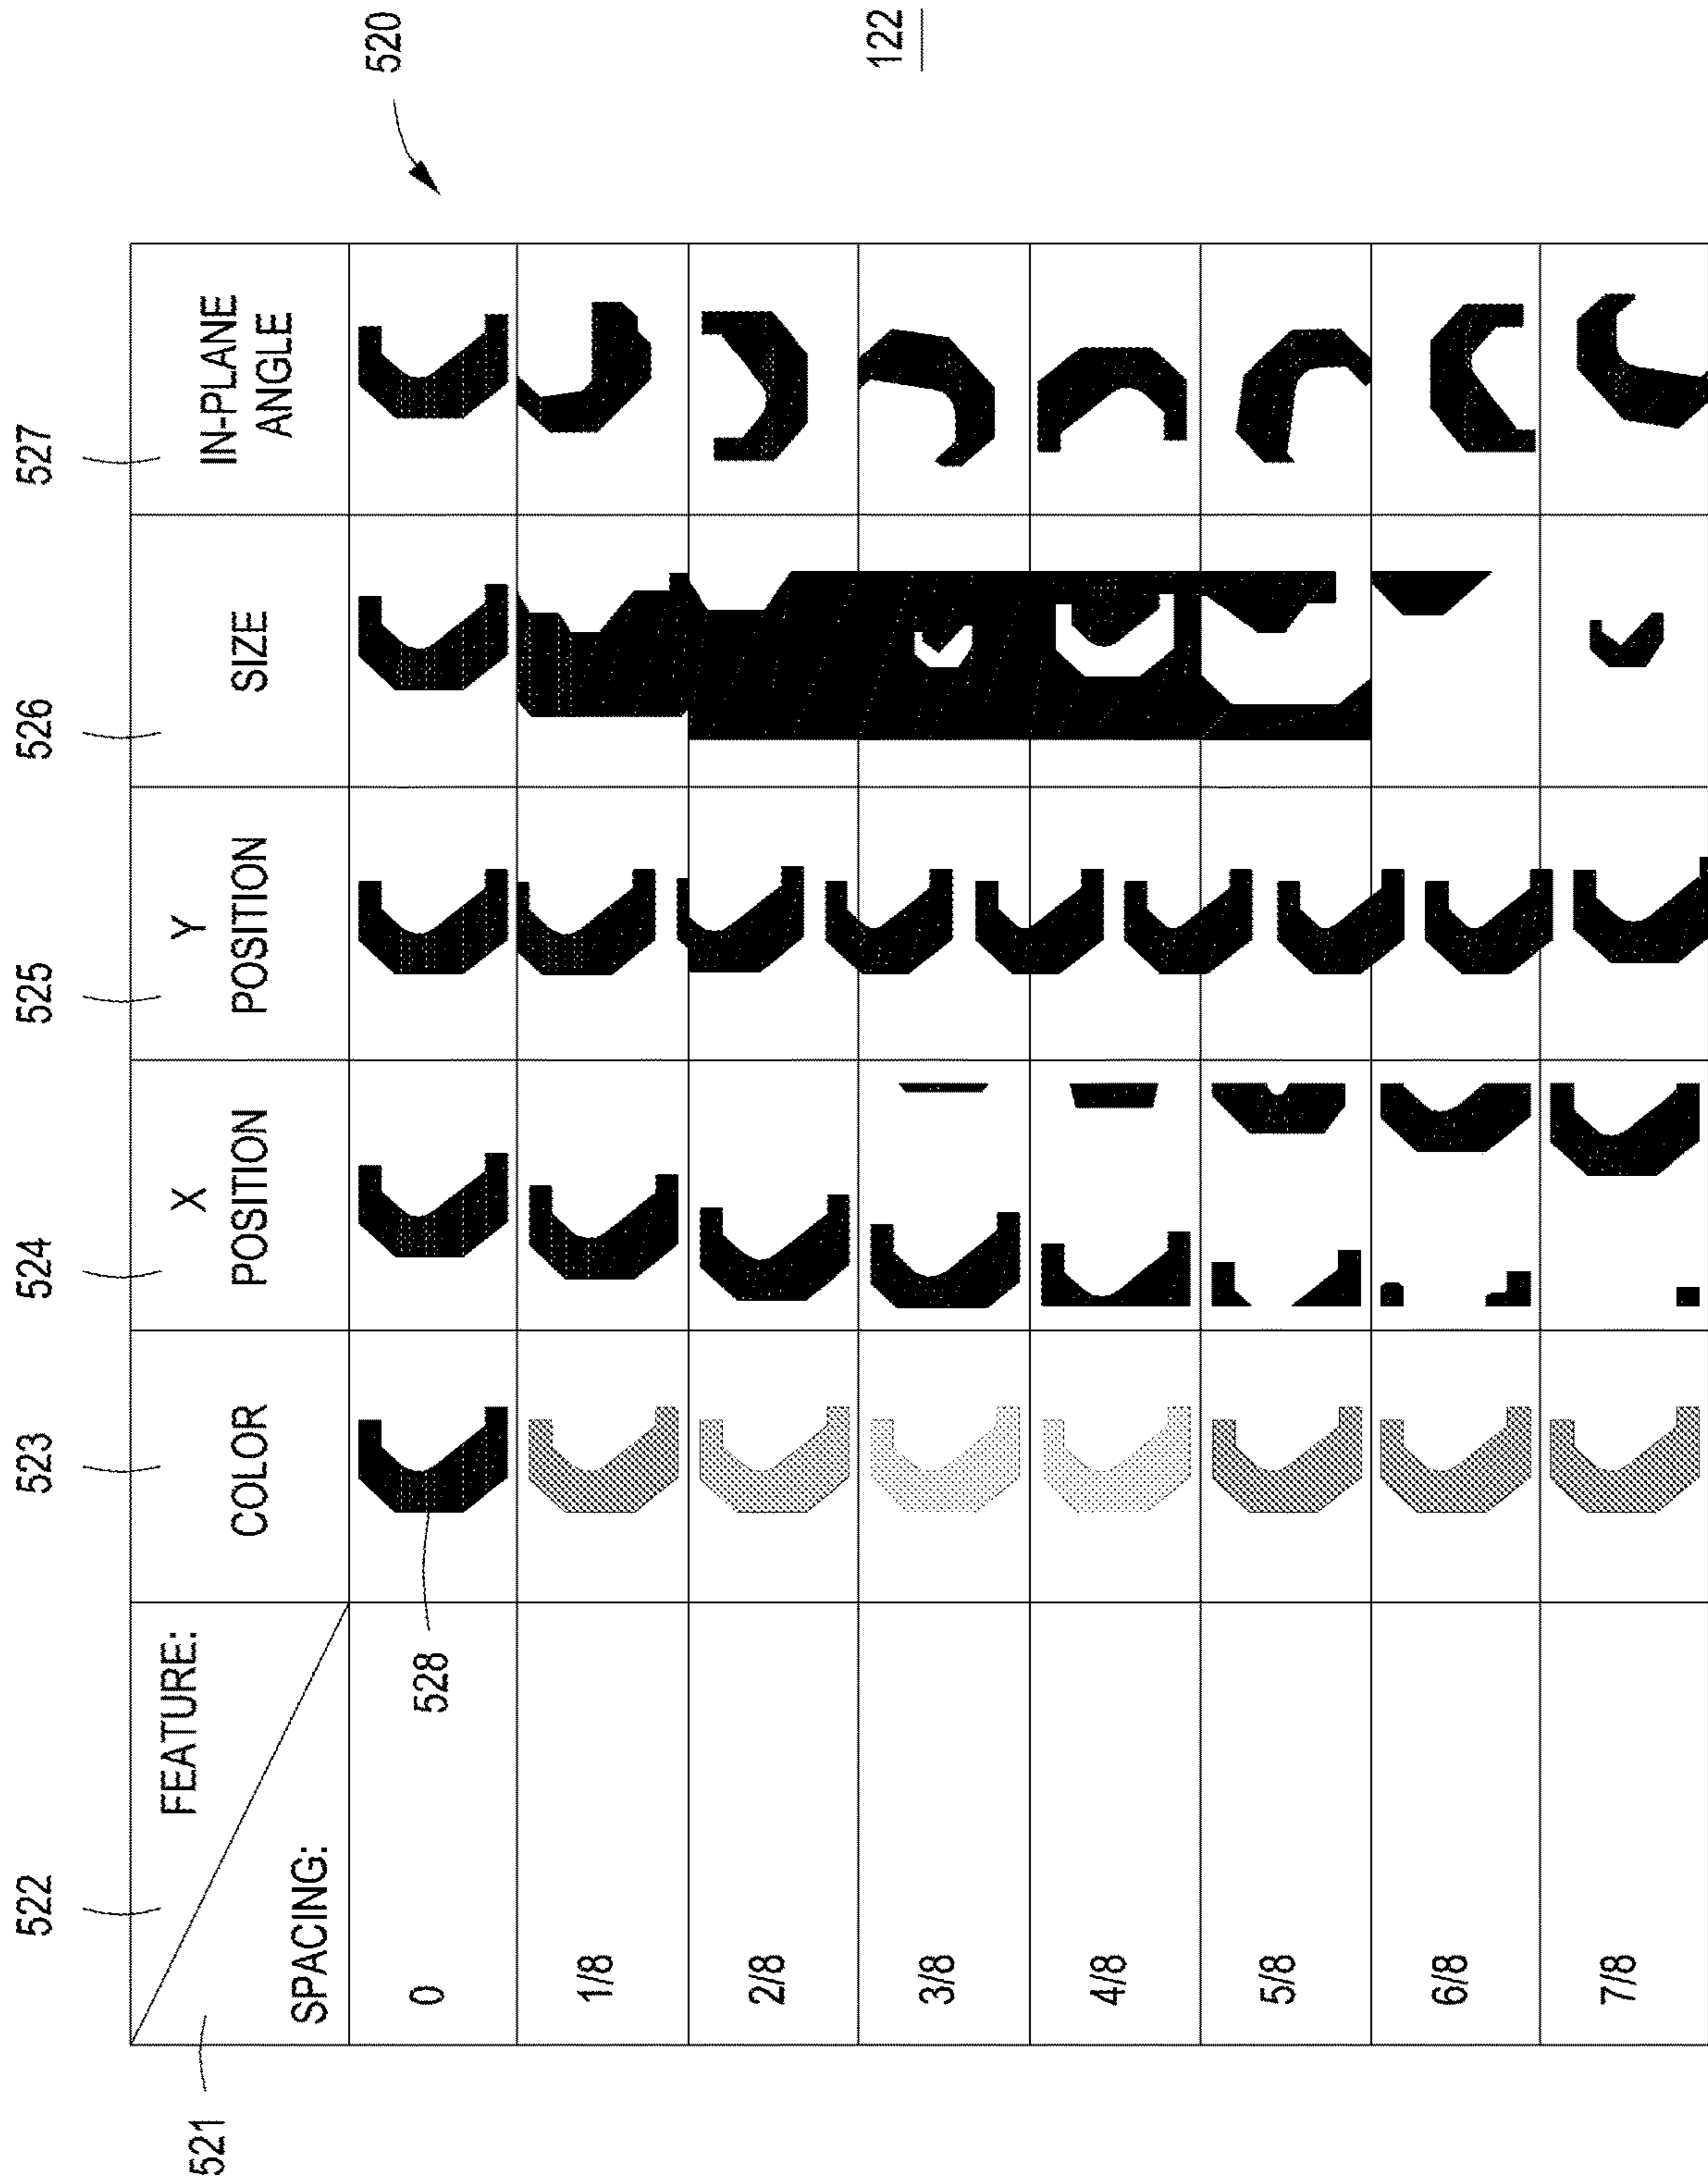 522
523
524
525
526
527
521
FEATURE:
SPACING:
COLOR
X
POSITION
Y
POSITION
SIZE
IN-PLANE
ANGLE
520
0
528
1/8
2/8
3/8
122
4/8
5/8
6/8
7/8